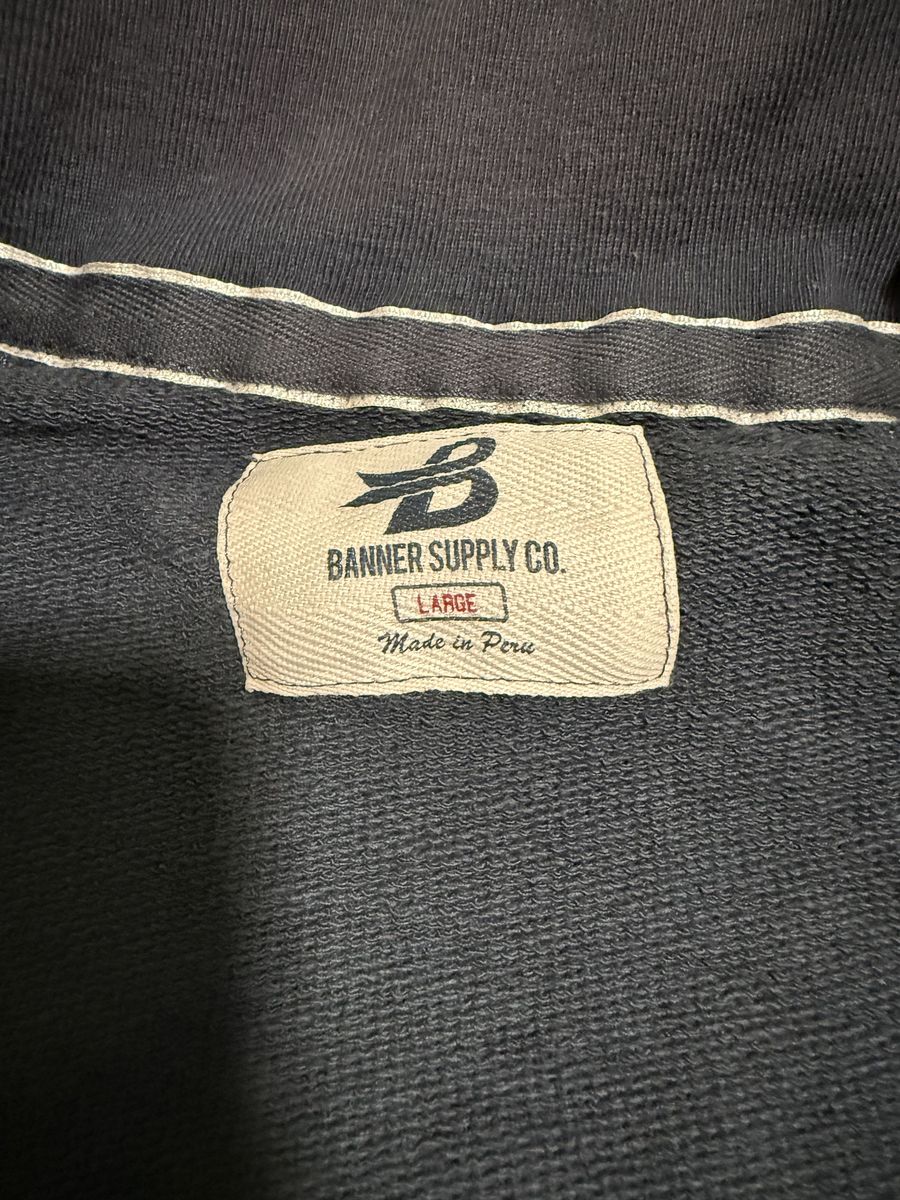 B
BANNER SUPPLY CO.
LARGE
Made in Peru